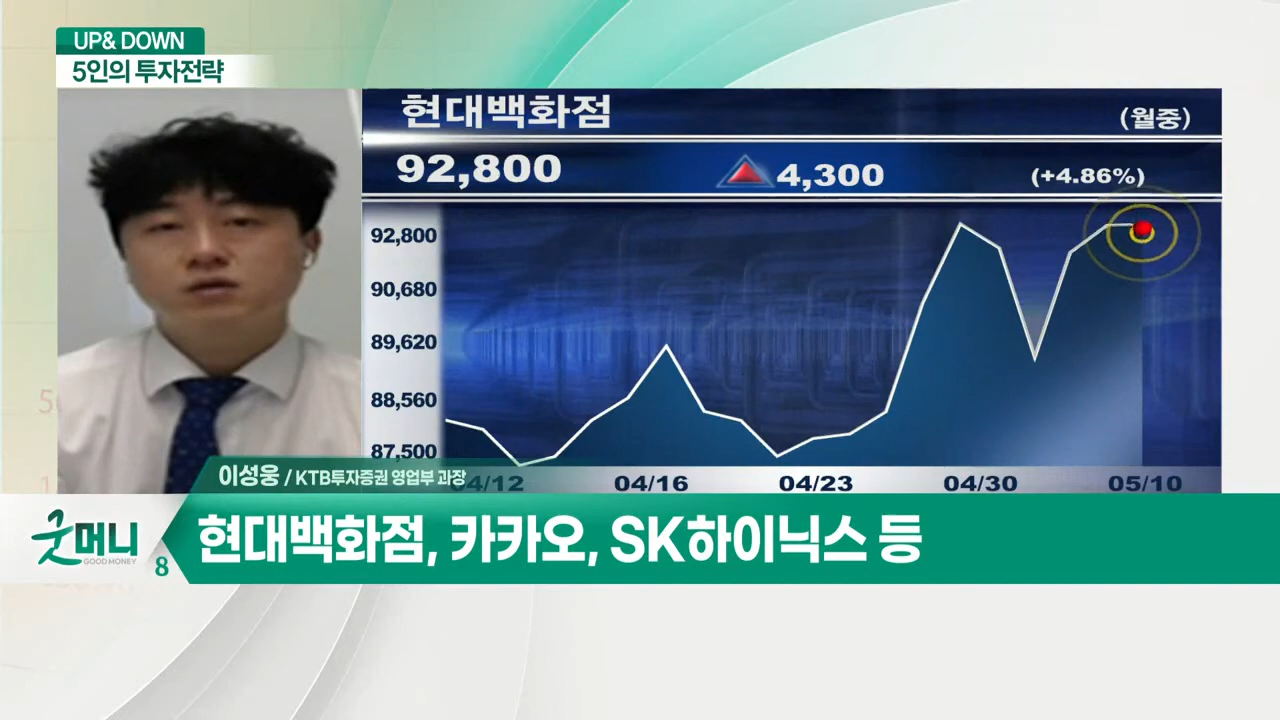 UP& DOWN
5인의 투자전략
현대백화점
(월중)
92,800
4,300
(+4.86%)
92,800
90,680
89,620
88,560
87,500
04/12
04/16
04/23
04/30
05/10
이성웅 / KTB투자증권 영업부 과장
굿머니
GOOD MONEY
8
현대백화점, 카카오, SK하이닉스 등